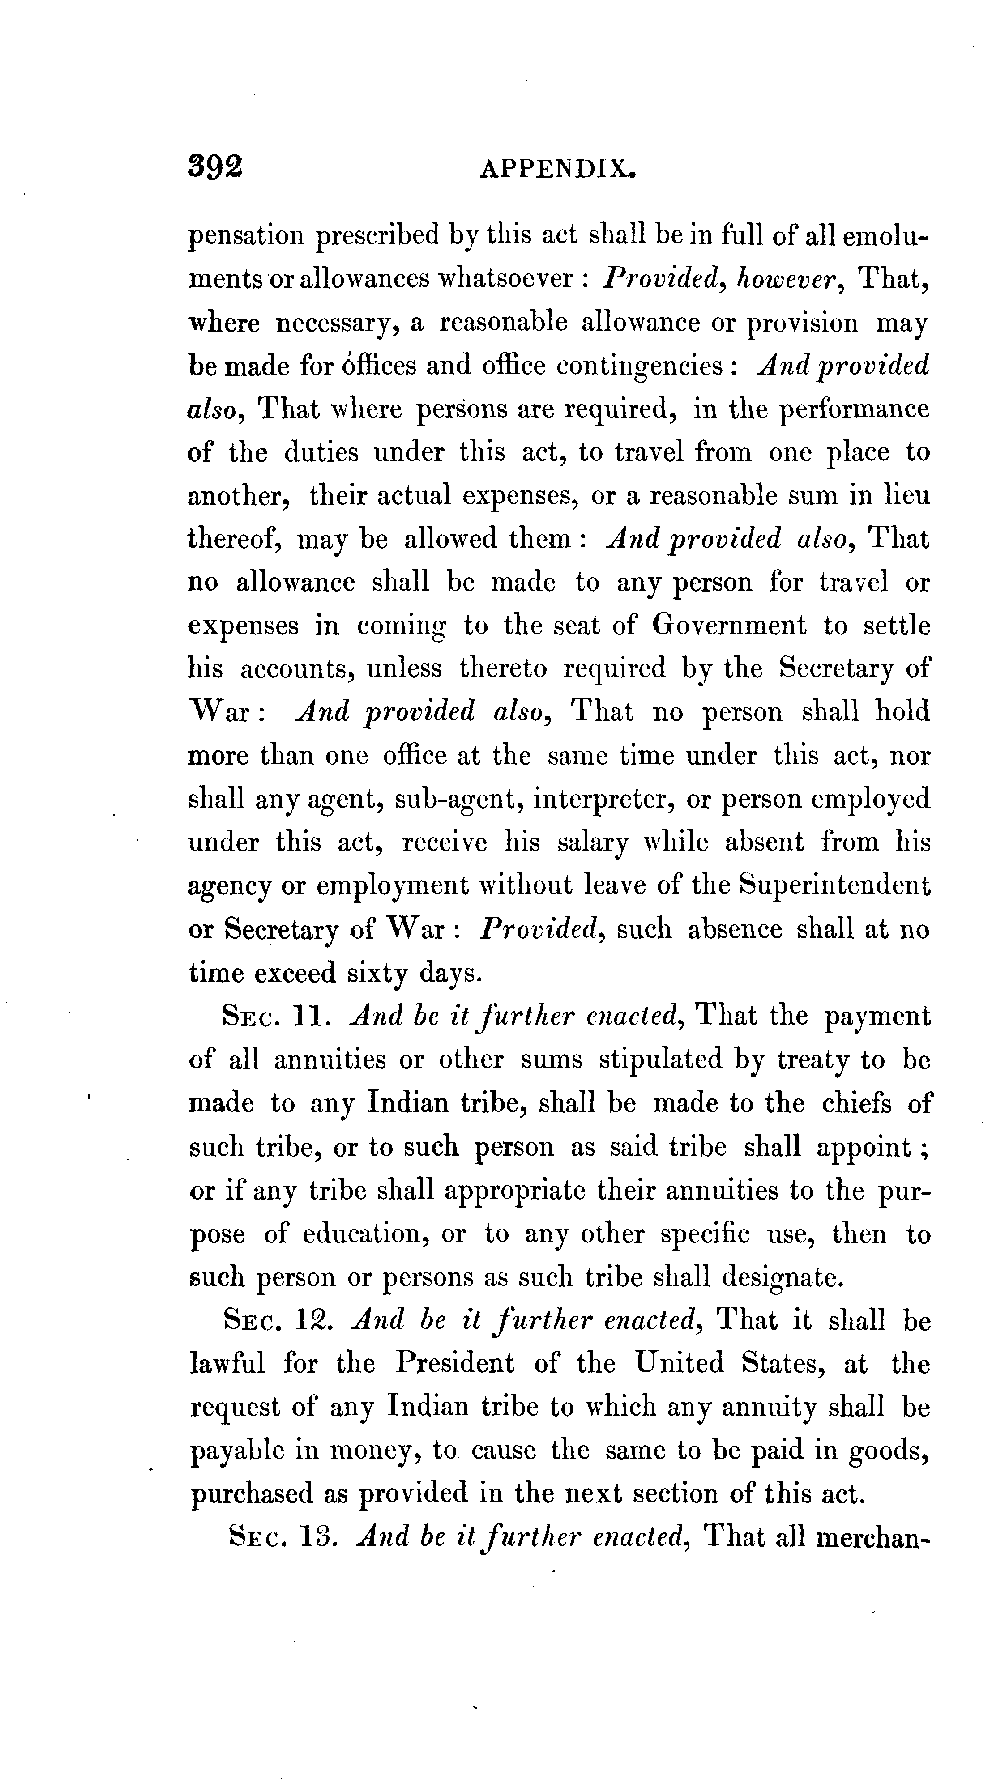 392 APPENDIX.
pensation prescribed by this act shall be in full of all emolu-
ments or allowances whatsoever : Provided, however, That,
where necessary, a reasonable allowance or provision may
be made for offices and office contingencies : And provided
also, That where persons are required, in the performance
of the duties under this act, to travel from one place to
another, their actual expenses, or a reasonable sum in lieu
thereof, may be allowed them : And provided also, That
no allowance shall be made to any person for travel or
expenses in coming to the seat of Government to settle
his accounts, unless thereto required by the Secretary of
War : And provided also, That no person shall hold
more than one office at the same time under this act, nor
shall any agent, sub-agent, interpreter, or person employed
under this act, receive his salary while absent from his
agency or employment without leave of the Superintendent
or Secretary of War : Provided, such absence shall at no
time exceed sixty days.
SEC. 11. And be it further enacted, That the payment
of all annuities or other sums stipulated by treaty to be
made to any Indian tribe, shall be made to the chiefs of
such tribe, or to such person as said tribe shall appoint ;
or if any tribe shall appropriate their annuities to the pur-
pose of education, or to any other specific use, then to
such person or persons as such tribe shall designate.
SEC. 12. And be it further enacted, That it shall be
lawful for the President of the United States, at the
request of any Indian tribe to which any annuity shall be
payable in money, to cause the same to be paid in goods,
purchased as provided in the next section of this act.
SEC. 13. And be it further enacted, That all merchan-